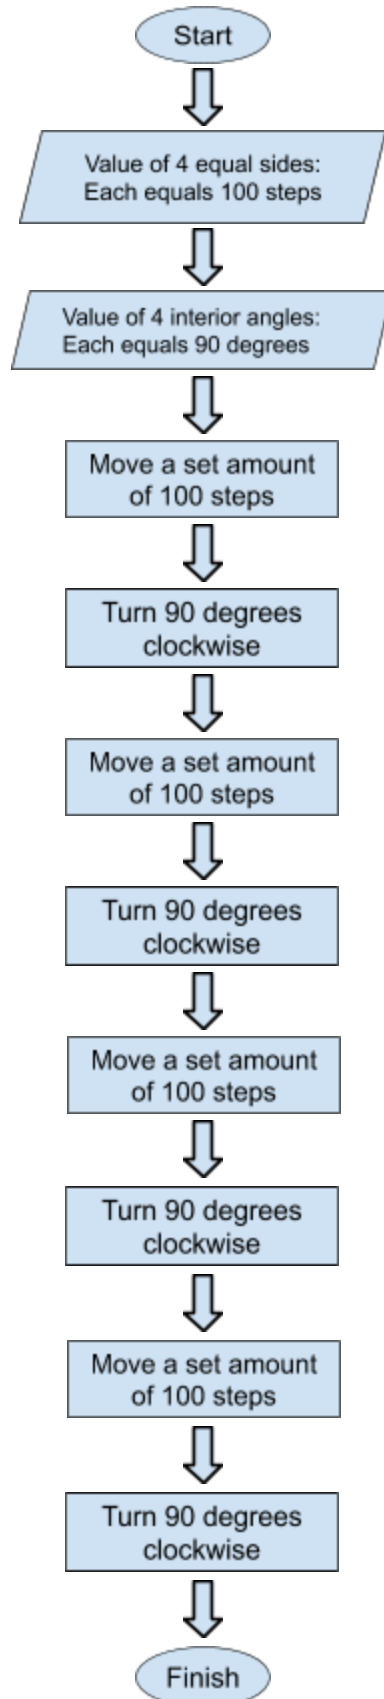 Start
Value of 4 equal sides:
Each equals 100 steps
Value of 4 interior angles:
Each equals 90 degrees
Move a set amount
of 100 steps
Turn 90 degrees
clockwise
Move a set amount
of 100 steps
Turn 90 degrees
clockwise
Move a set amount
of 100 steps
Turn 90 degrees
clockwise
Move a set amount
of 100 steps
Turn 90 degrees
clockwise
Finish